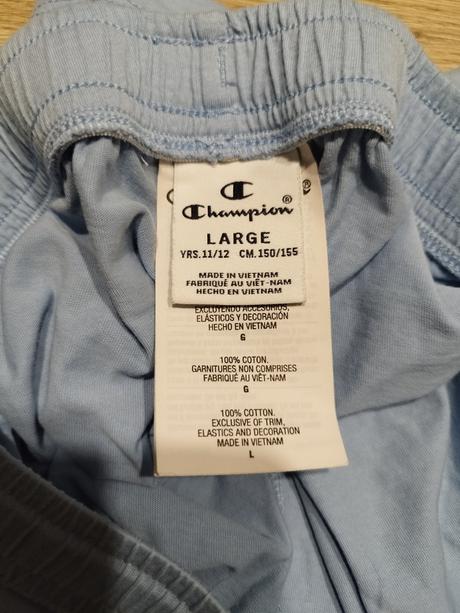 Champion®
LARGE
YRS.11/12 CM.150/155
MADE IN VIETNAM
FABRIQUÉ AU VIÊT-NAM
HECHO EN VIETNAM
EXCLUYENDO ACCESORIOS,
ELÁSTICOS Y DECORACIÓN
HECHO EN VIETNAM
G
100% COTON.
GARNITURES NON COMPRISES
FABRIQUÉ AU VIÊT-NAM
G
100% COTTON.
EXCLUSIVE OF TRIM,
ELASTICS AND DECORATION
MADE IN VIETNAM
L